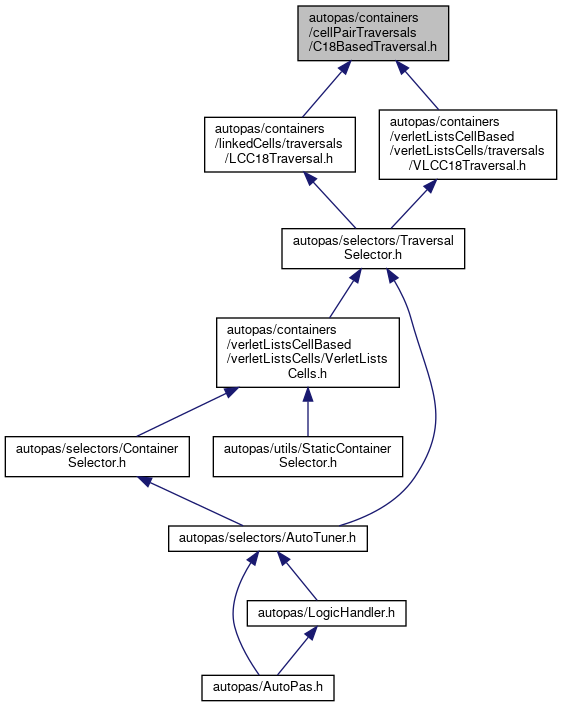 autopas/containers
/cellPairTraversals
/C18BasedTraversal.h
autopas/containers
/linkedCells/traversals
/LCC18Traversal.h
autopas/containers
/verletListsCellBased
/verletListsCells/traversals
/VLCC18Traversal.h
autopas/selectors/Traversal
Selector.h
autopas/containers
/verletListsCellBased
/verletListsCells/VerletLists
Cells.h
autopas/selectors/Container
Selector.h
autopas/utils/StaticContainer
Selector.h
autopas/selectors/AutoTuner.h
autopas/LogicHandler.h
autopas/AutoPas.h